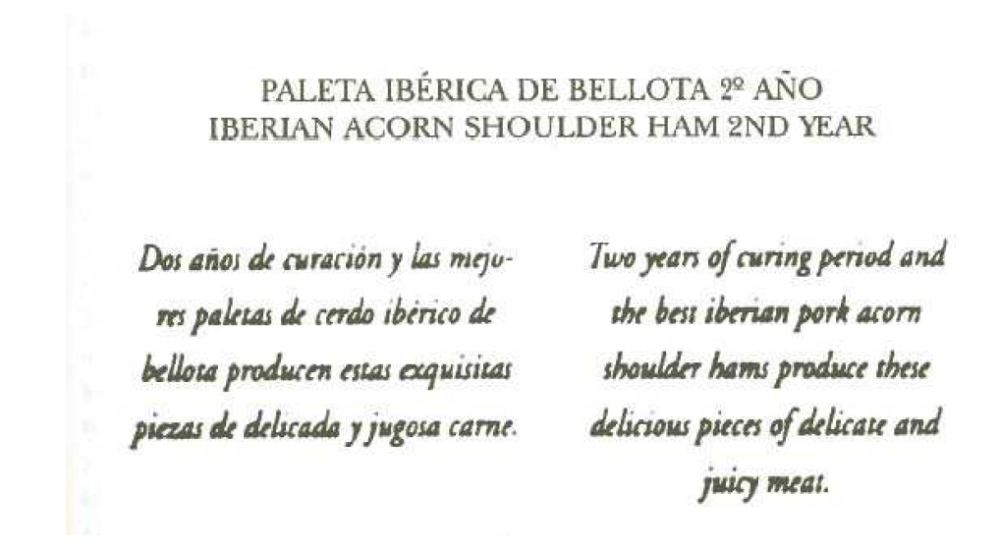 PALETA IBÉRICA DE BELLOTA 2º AÑO
IBERIAN ACORN SHOULDER HAM 2ND YEAR
Dos años de curación y las mejo-
res paletas de cerdo ibérico de
bellota producen estas exquisitas
piezas de delicada y jugosa carne.
Two years of curing period and
the best iberian pork acorn
shoulder hams produce these
delicious pieces of delicate and
juicy meat.